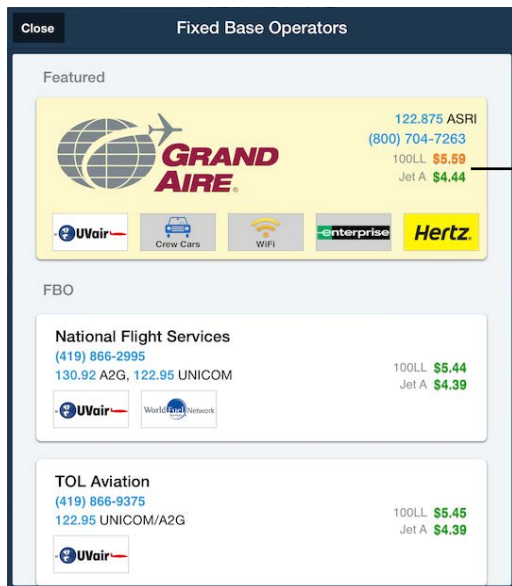 Close
Fixed Base Operators
Featured
GRAND
AIRE.
122.875 ASRI
(800) 704-7263
100LL $5.59
Jet A $4.44
UVair
Crew Cars
WiFi
enterprise
Hertz.
FBO
National Flight Services
(419) 866-2995
130.92 A2G, 122.95 UNICOM
100LL $5.44
Jet A $4.39
UVair
World Fuel Network
TOL Aviation
(419) 866-9375
122.95 UNICOM/A2G
100LL $5.45
Jet A $4.39
UVair